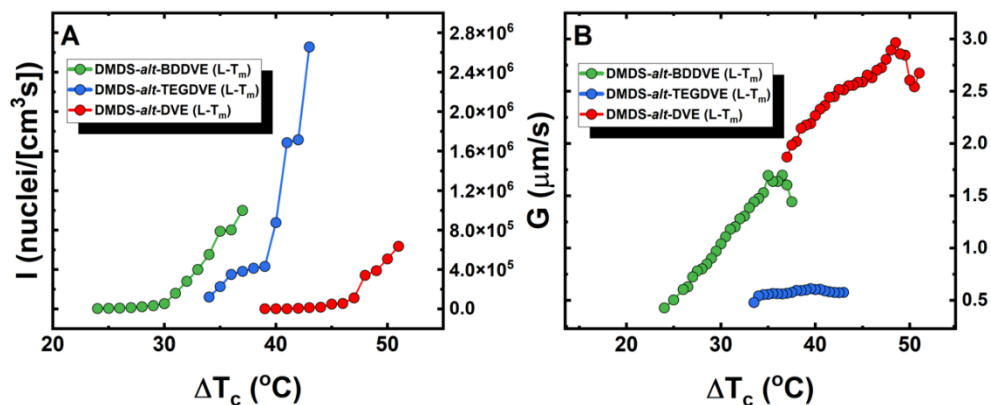 A
DMDS-alt-BDDVE (L-Tm)
DMDS-alt-TEGDVE (L-Tm)
DMDS-alt-DVE (L-Tm)
I (nuclei/[cm³s])
2.8×10⁶
2.4×10⁶
2.0×10⁶
1.6×10⁶
1.2×10⁶
8.0×10⁵
4.0×10⁵
0.0
20 30 40 50
ΔTc (°C)
B
DMDS-alt-BDDVE (L-Tm)
DMDS-alt-TEGDVE (L-Tm)
DMDS-alt-DVE (L-Tm)
G (μm/s)
3.0
2.5
2.0
1.5
1.0
0.5
20 30 40 50
ΔTc (°C)